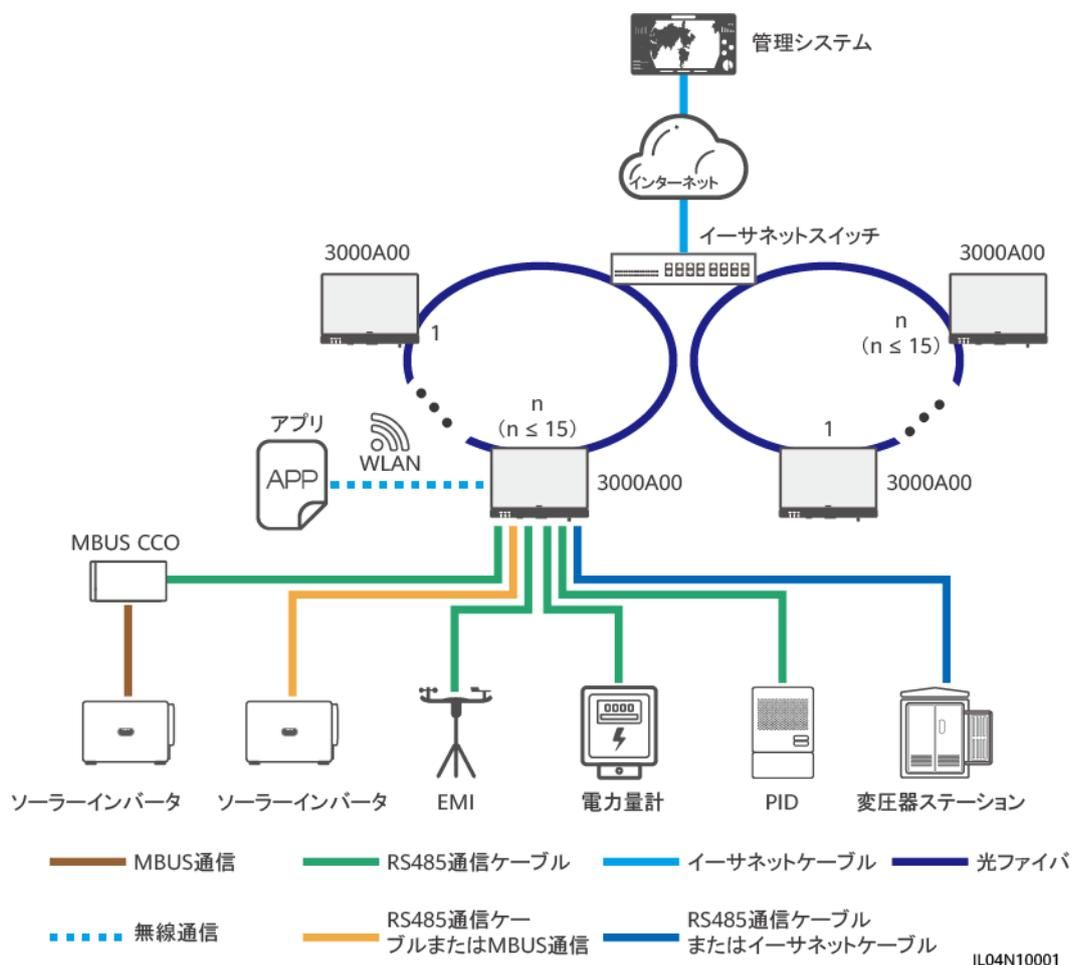 管理システム
インターネット
イーサネットスイッチ
3000A00
3000A00
1
n
(n ≤ 15)
n
(n ≤ 15)
1
アプリ
WLAN
APP
3000A00
3000A00
MBUS CCO
ソーラーインバータ
ソーラーインバータ
EMI
電力量計
PID
変圧器ステーション
MBUS通信
RS485通信ケーブル
イーサネットケーブル
光ファイバ
無線通信
RS485通信ケー
ブルまたはMBUS通信
RS485通信ケーブル
またはイーサネットケーブル
IL04N10001